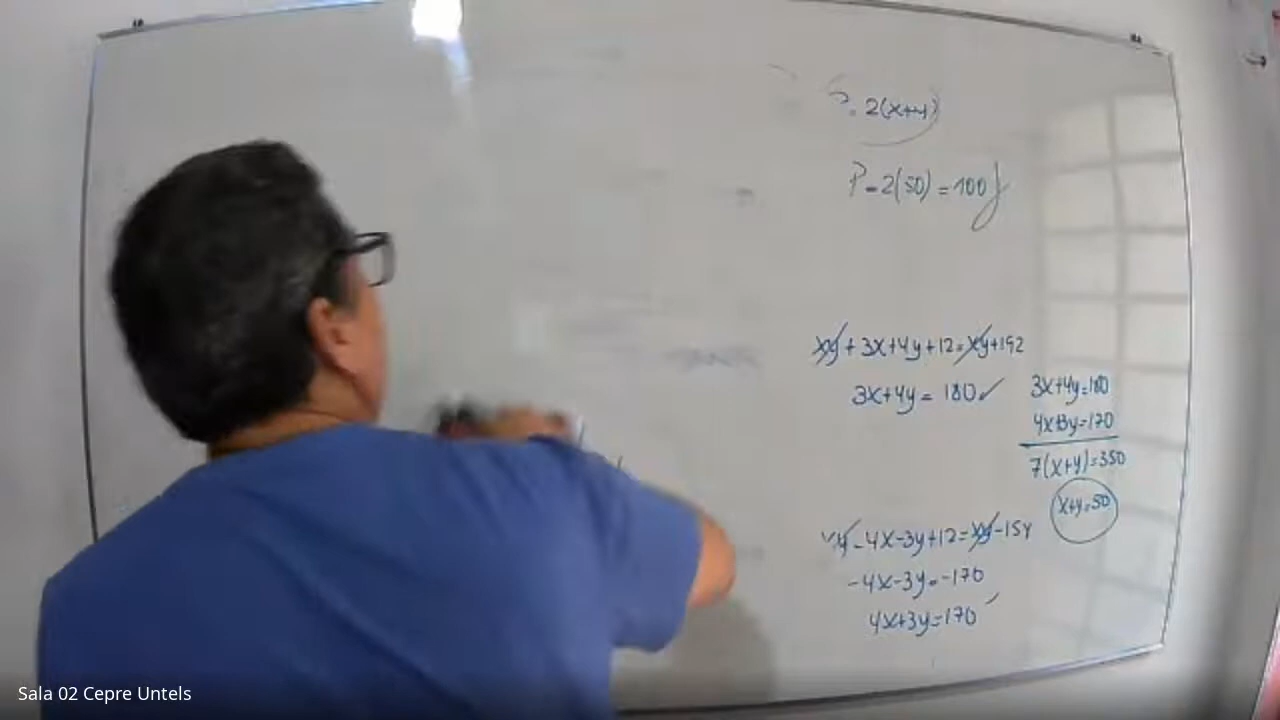 P = 2(x+y)
P = 2(50) = 100
xy + 3x+4y+12 = xy+192
3x+4y = 180 ✓
3x+4y=180
4x+3y=170
7(x+y)=350
x+y=50
xy-4x-3y+12=xy-158
-4x-3y=-170
4x+3y=170
Sala 02 Cepre Untels